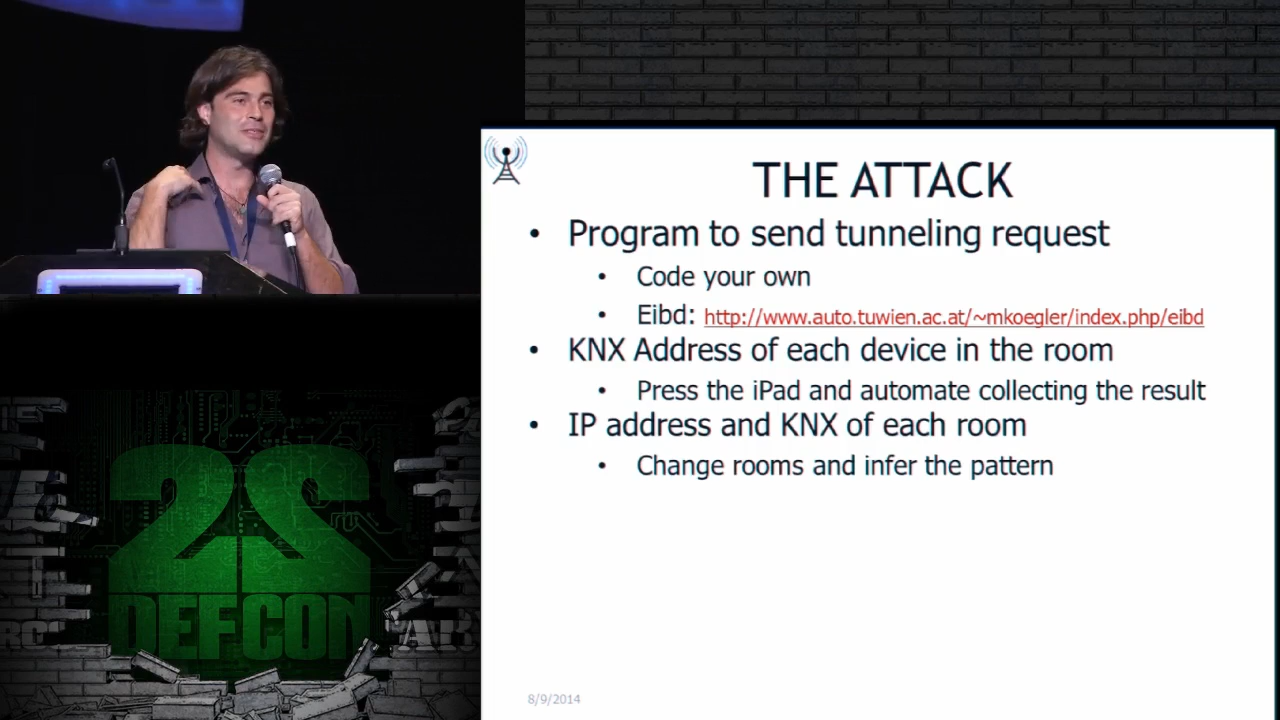 THE ATTACK
• Program to send tunneling request
• Code your own
• Eibd: http://www.auto.tuwien.ac.at/~mkoegler/index.php/eibd
• KNX Address of each device in the room
• Press the iPad and automate collecting the result
• IP address and KNX of each room
• Change rooms and infer the pattern
8/9/2014
22
DEFCON